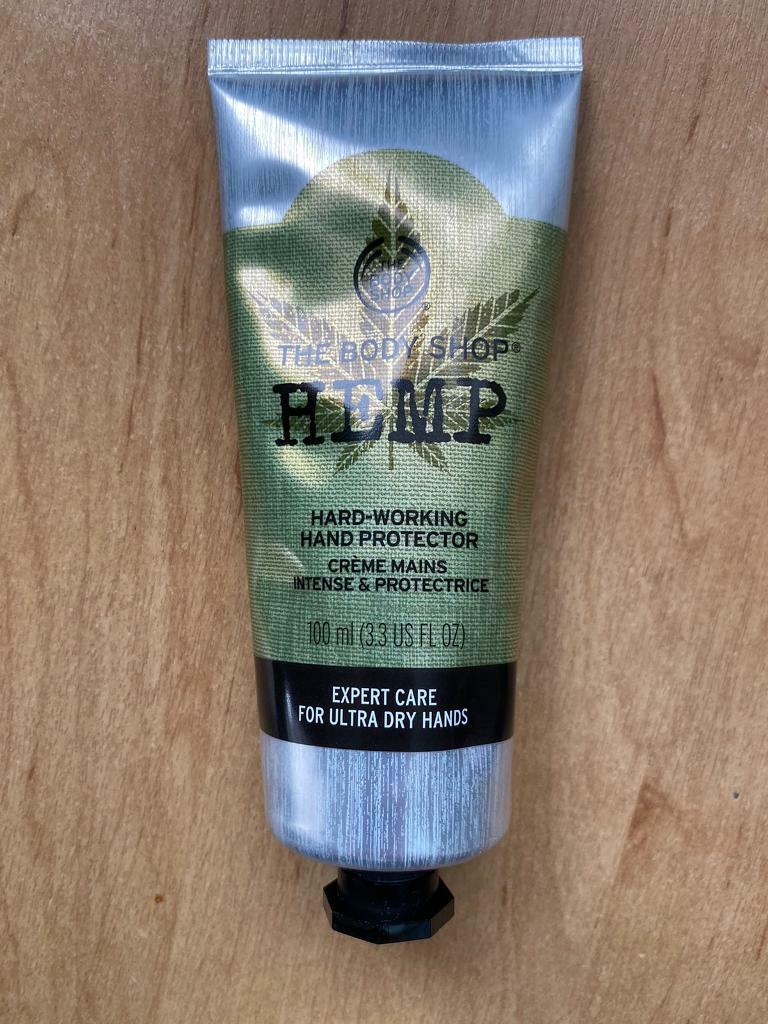 THE
BODY
SHOP
®
THE BODY SHOP®
HEMP
HARD-WORKING
HAND PROTECTOR
CRÈME MAINS
INTENSE & PROTECTRICE
100 ml (3.3 US FL OZ)
EXPERT CARE
FOR ULTRA DRY HANDS